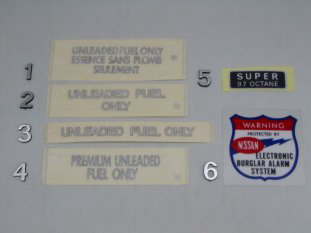 1
UNLEADED FUEL ONLY
ESSENCE SANS PLOMB
SEULEMENT
2
UNLEADED FUEL
ONLY
3
UNLEADED FUEL ONLY
4
PREMIUM UNLEADED
FUEL ONLY
5
SUPER
97 OCTANE
6
WARNING
PROTECTED BY
NISSAN
ELECTRONIC
BURGLAR ALARM
SYSTEM